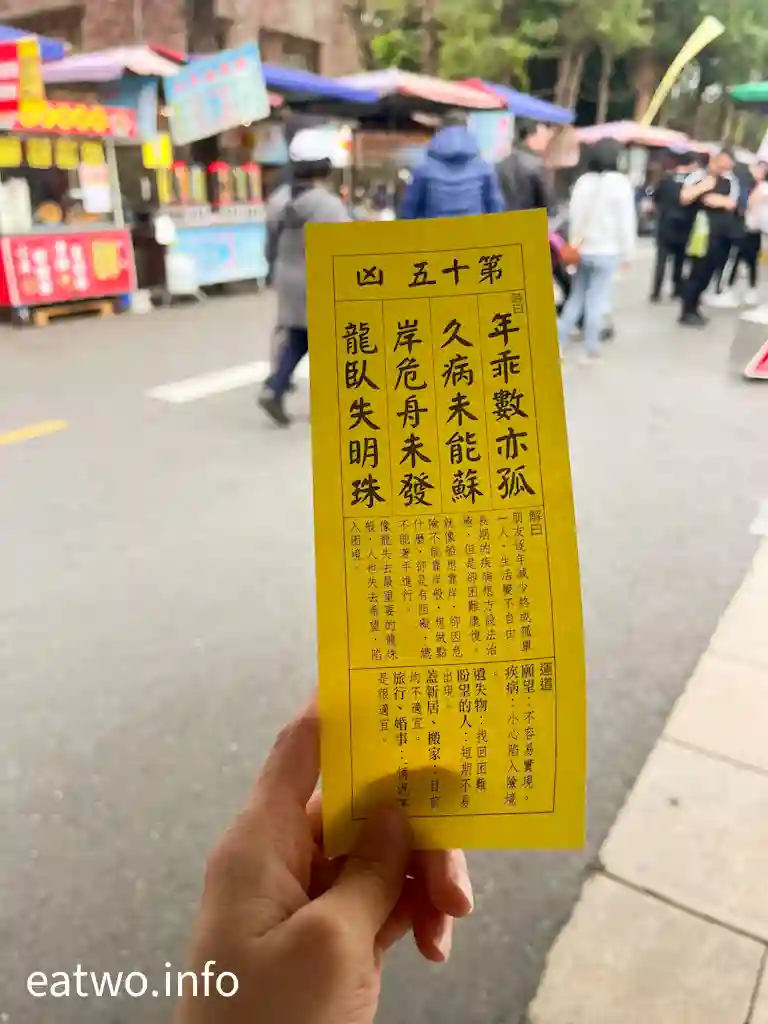 第十五 凶
詩曰
年乖數亦孤
久病未能蘇
岸危舟未發
龍臥失明珠
解曰
朋友逐年減少終成孤單
一人，生活變不自由
長期的疾病想方設法治
療，但是卻困難康復。
就像船想靠岸，卻因危
險不能靠岸般，想做點
什麼，卻是有阻礙，總
不能著手進行。
像龍失去最重要的龍珠
般，人也失去希望，陷
入困境。
運道
願望：不容易實現。
疾病：小心陷入險境
。
遺失物：找回困難
盼望的人：短期不易
出現。
蓋新居、搬家：目前
均不適宜。
旅行、婚事：情況不
是很適宜。
eatwo.info